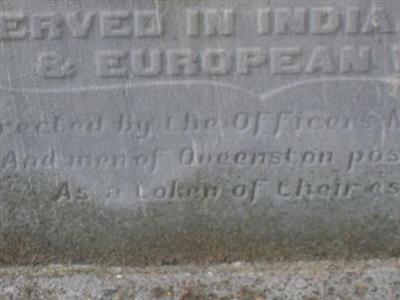 ERVED IN INDIA
& EUROPEAN
rected by the Officers N
And men of Queenston pos
As a token of their es